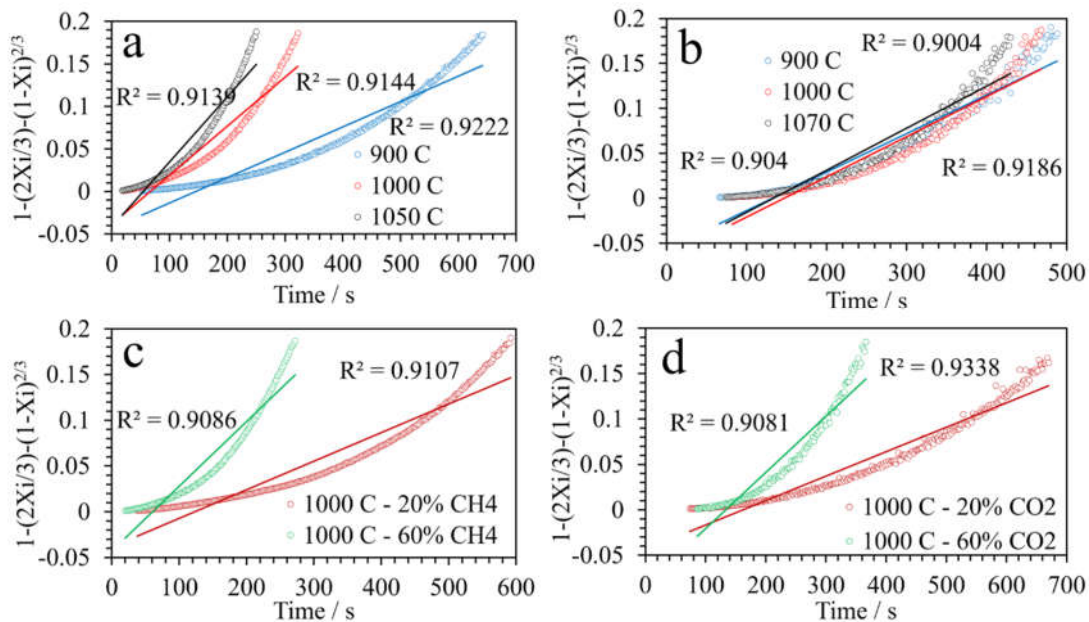 a
1-(2Xi/3)-(1-Xi)^2/3
0.2
0.15
0.1
0.05
0
-0.05
R² = 0.9139
R² = 0.9144
R² = 0.9222
900 C
1000 C
1050 C
0 100 200 300 400 500 600 700
Time / s
b
1-(2Xi/3)-(1-Xi)^2/3
0.2
0.15
0.1
0.05
0
-0.05
900 C
1000 C
1070 C
R² = 0.9004
R² = 0.904
R² = 0.9186
0 100 200 300 400 500
Time / s
c
1-(2Xi/3)-(1-Xi)^2/3
0.2
0.15
0.1
0.05
0
-0.05
R² = 0.9086
R² = 0.9107
1000 C - 20% CH4
1000 C - 60% CH4
0 100 200 300 400 500 600
Time / s
d
1-(2Xi/3)-(1-Xi)^2/3
0.2
0.15
0.1
0.05
0
-0.05
R² = 0.9338
R² = 0.9081
1000 C - 20% CO2
1000 C - 60% CO2
0 100 200 300 400 500 600 700
Time / s